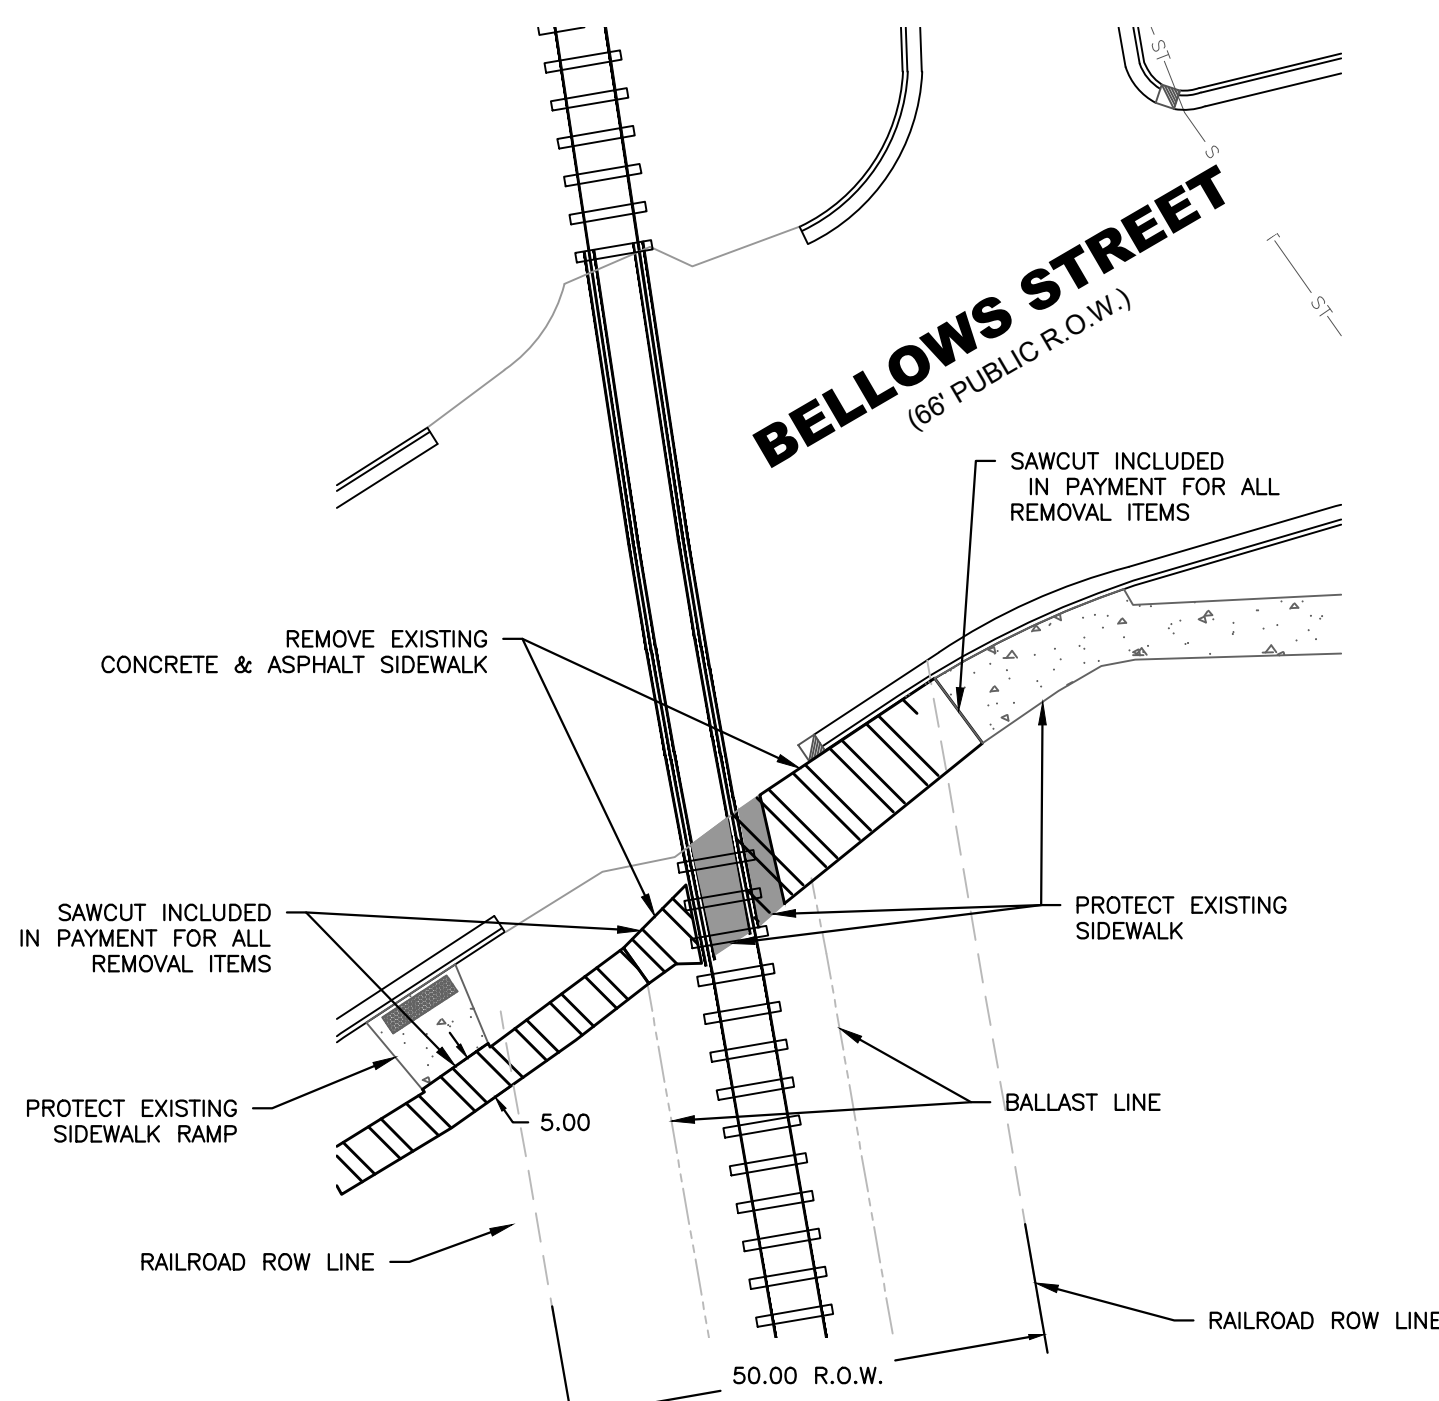 ST
S
BELLOWS STREET
(66' PUBLIC R.O.W.)
ST
SAWCUT INCLUDED
IN PAYMENT FOR ALL
REMOVAL ITEMS
REMOVE EXISTING
CONCRETE & ASPHALT SIDEWALK
SAWCUT INCLUDED
IN PAYMENT FOR ALL
REMOVAL ITEMS
PROTECT EXISTING
SIDEWALK
PROTECT EXISTING
SIDEWALK RAMP
5.00
BALLAST LINE
RAILROAD ROW LINE
RAILROAD ROW LINE
50.00 R.O.W.